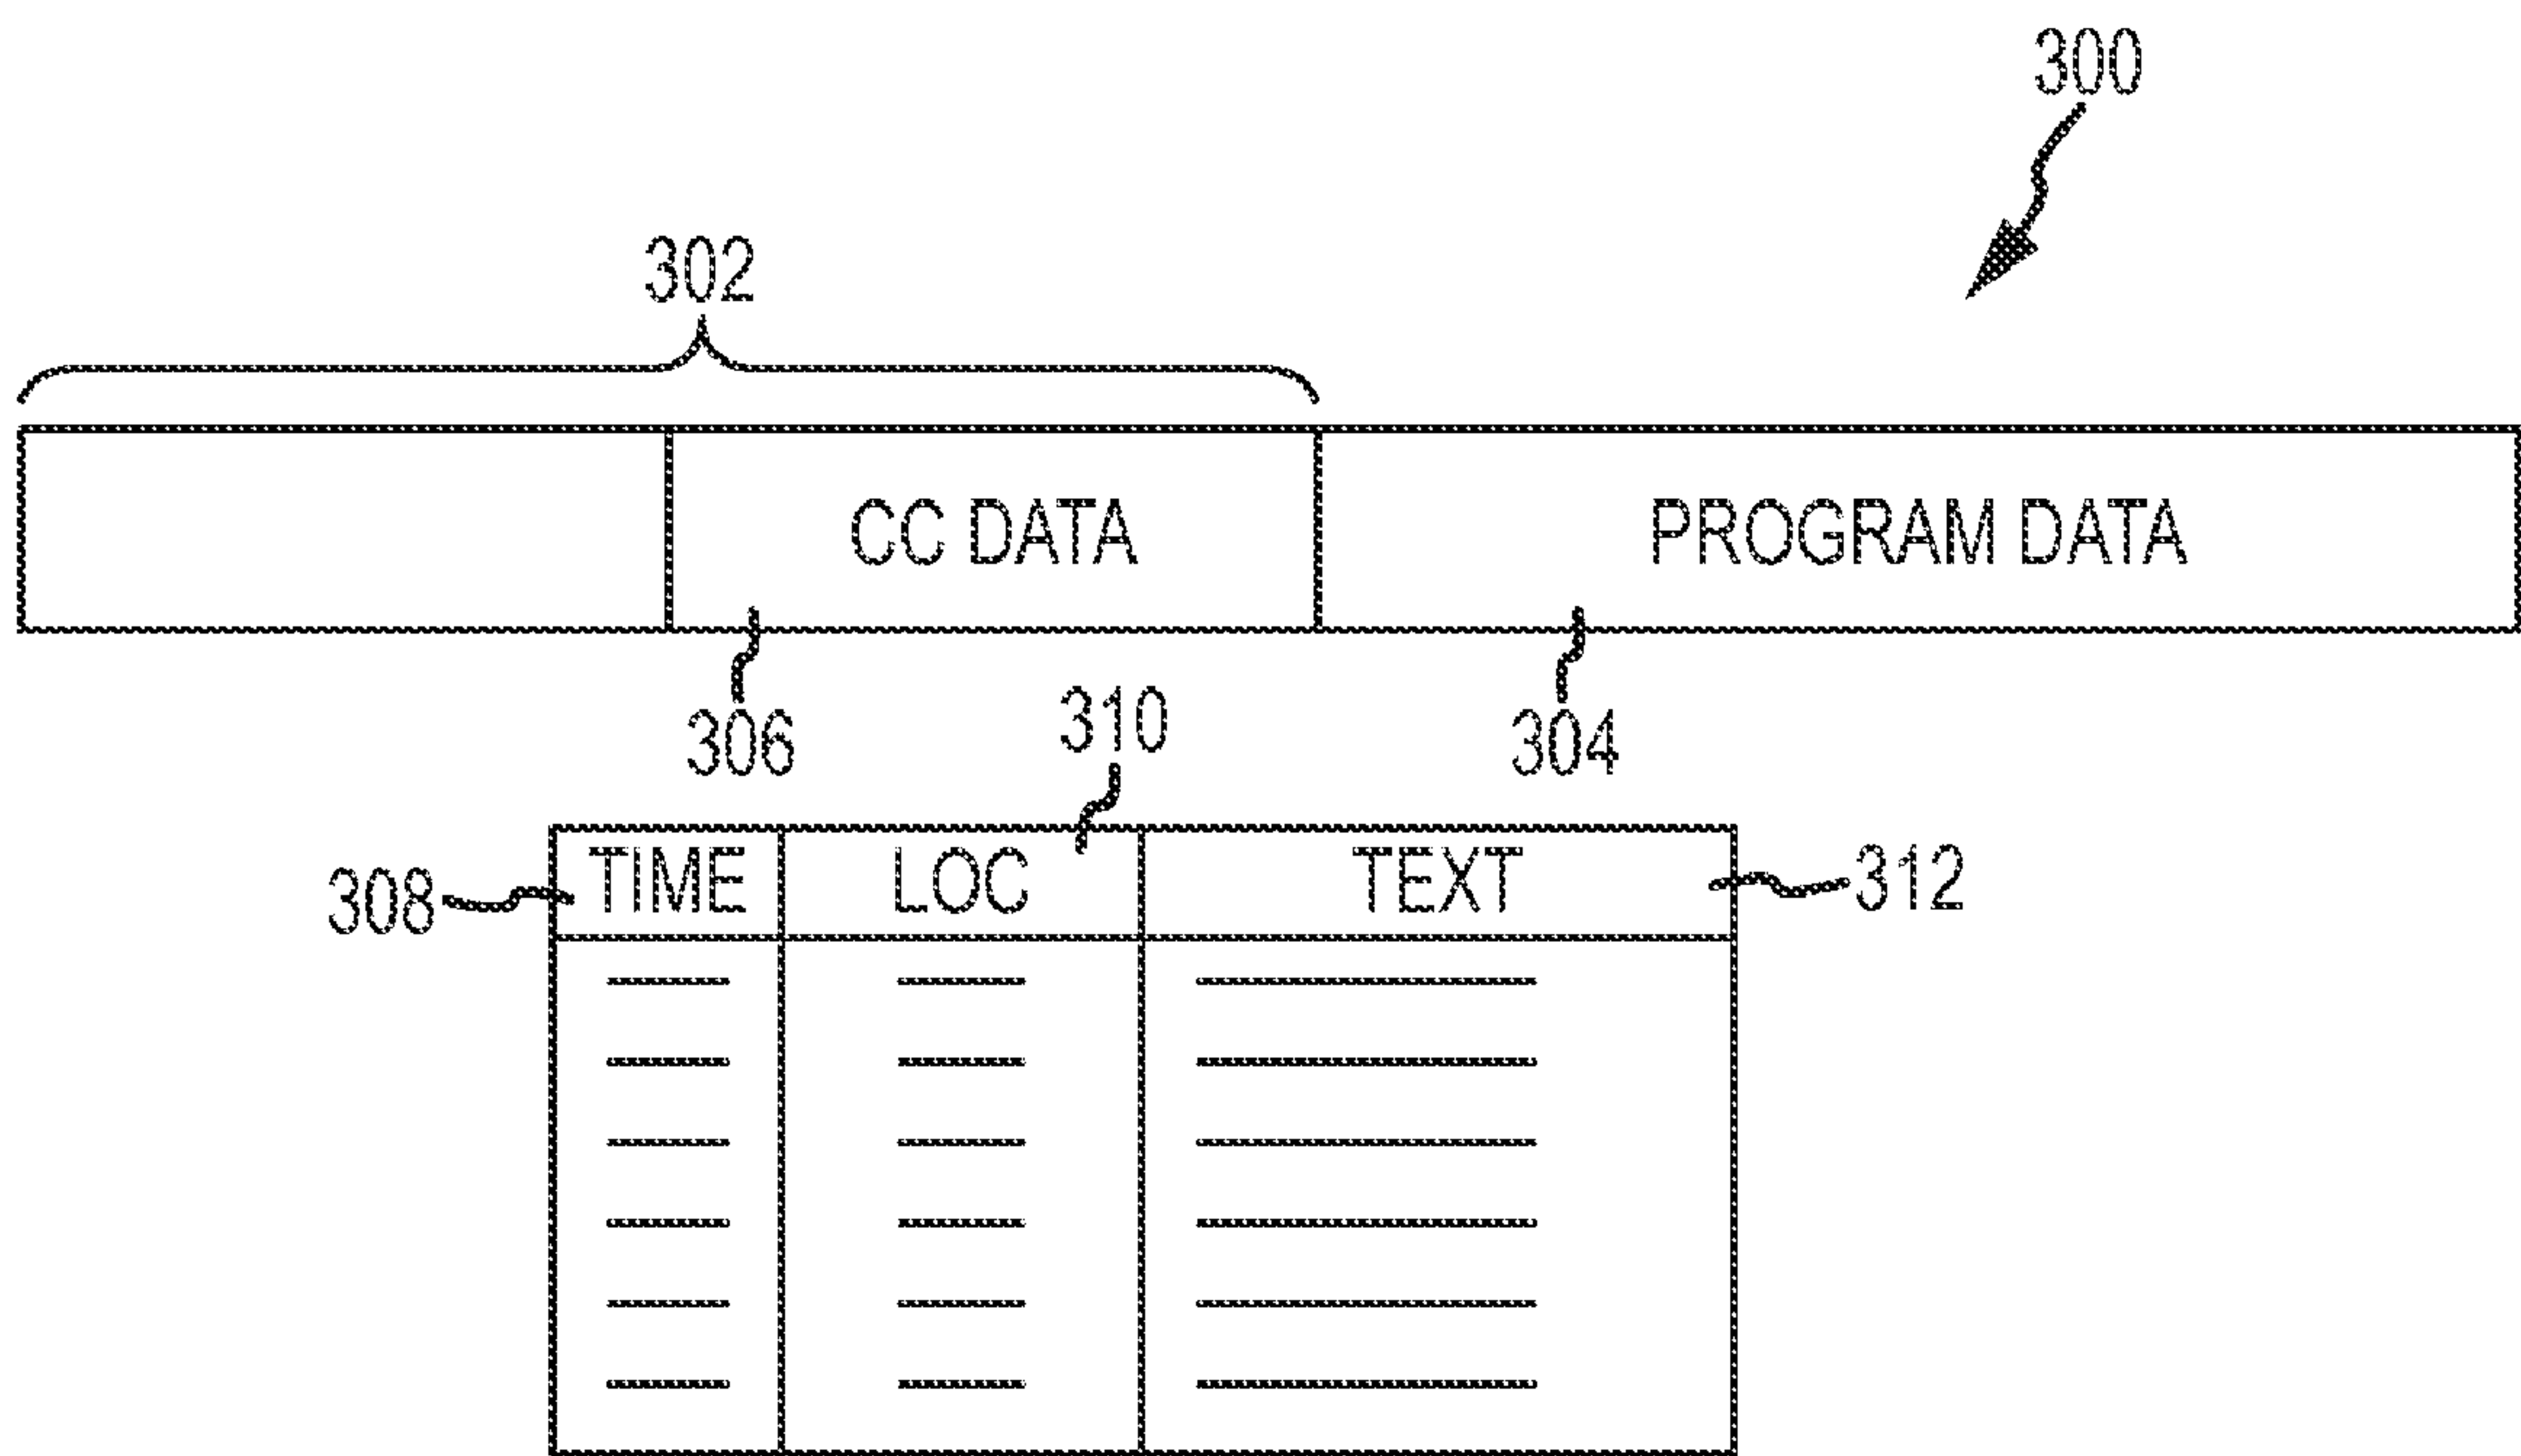 300
302
CC DATA PROGRAM DATA
306 310 304
308 TIME LOC TEXT 312